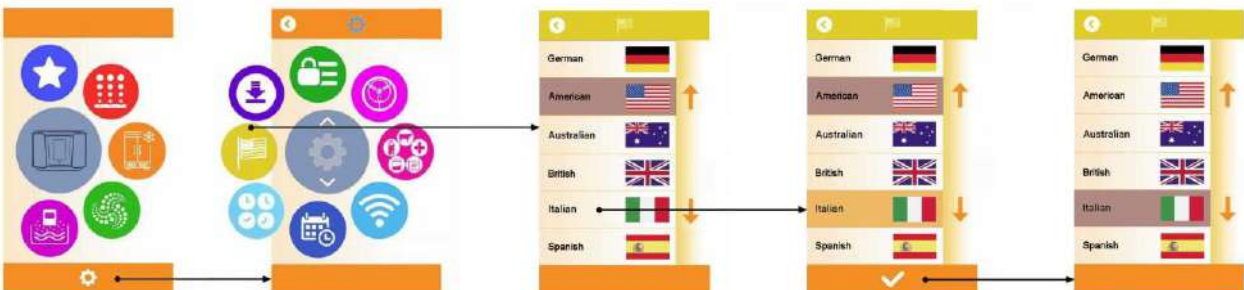 German
American
Australian
British
Italian
Spanish
German
American
Australian
British
Italian
Spanish
German
American
Australian
British
Italian
Spanish